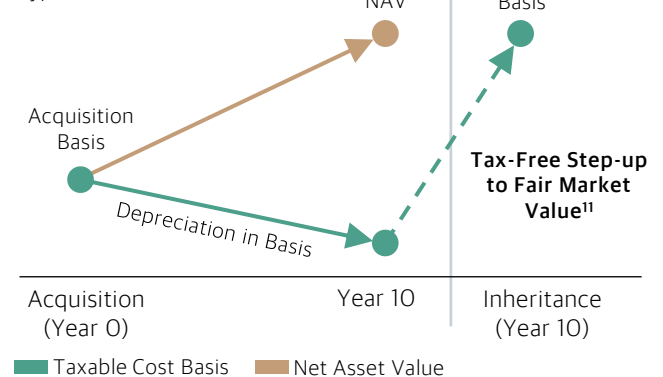 NAV
Basis
Acquisition
Basis
Tax-Free Step-up
to Fair Market
Value¹¹
Depreciation in Basis
Acquisition
(Year 0)
Year 10
Inheritance
(Year 10)
Taxable Cost Basis
Net Asset Value